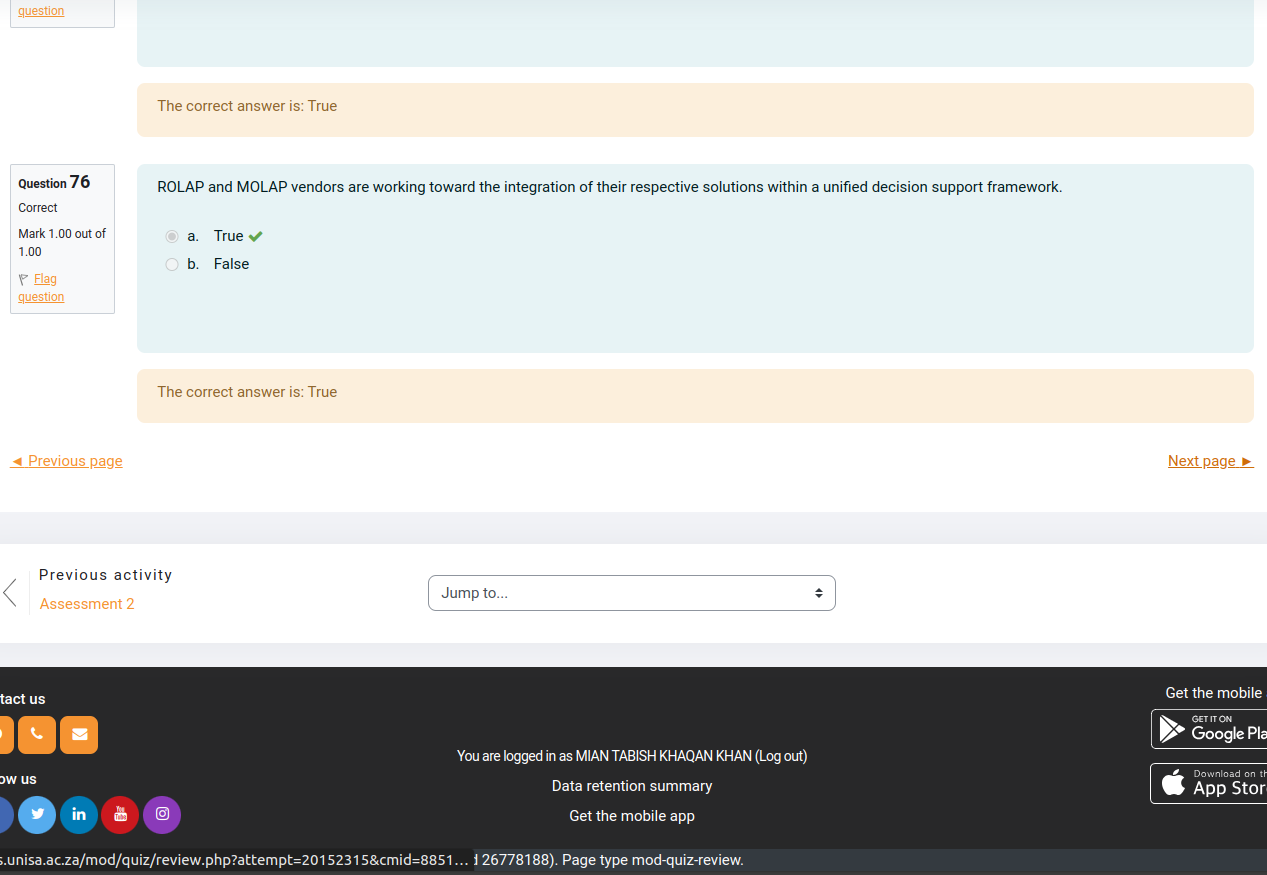 question
The correct answer is: True
Question 76
Correct
Mark 1.00 out of
1.00
Flag
question
ROLAP and MOLAP vendors are working toward the integration of their respective solutions within a unified decision support framework.
a. True
b. False
The correct answer is: True
◄ Previous page
Next page ►
Previous activity
Assessment 2
Jump to...
tact us
ow us
You are logged in as MIAN TABISH KHAQAN KHAN (Log out)
Data retention summary
Get the mobile app
Get the mobile
GET IT ON
Google Pla
Download on th
App Stor
s.unisa.ac.za/mod/quiz/review.php?attempt=20152315&cmid=8851... 26778188). Page type mod-quiz-review.